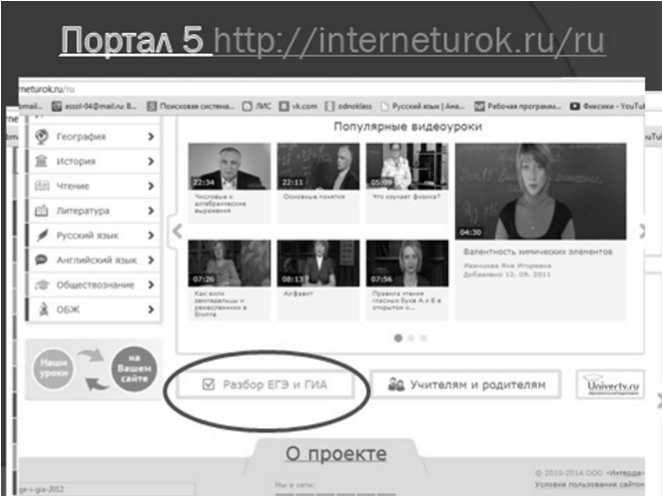 Портал 5 http://interneturok.ru/ru
rneturok.ru/ru
assol-04@mail.ru: В... Поисковая система... ЛИС vk.com odnoklass Русский язык (Ана... Рабочая программ... Фиксики - YouTul
География
История
Чтение
Литература
Русский язык
Английский язык
Обществознание
ОБЖ
Популярные видеоуроки
22:34
22:11
05:09
Числовые и алгебраические выражения
Основные понятия
Что изучает физика?
07:26
08:13
07:56
Как жили земледельцы и ремесленники в Египте
Алфавит
Правила чтения гласных букв А и Е в открытом и...
04:30
Валентность химических элементов
Иванцова Яна Игоревна
Добавлено 12. 09. 2011
Наши уроки
на Вашем сайте
Разбор ЕГЭ и ГИА
Учителям и родителям
Univertv.ru
О проекте
Мы в сети:
© 2010-2014 ООО «Интерда
Условия пользования сайтом
ge-i-gia-2012